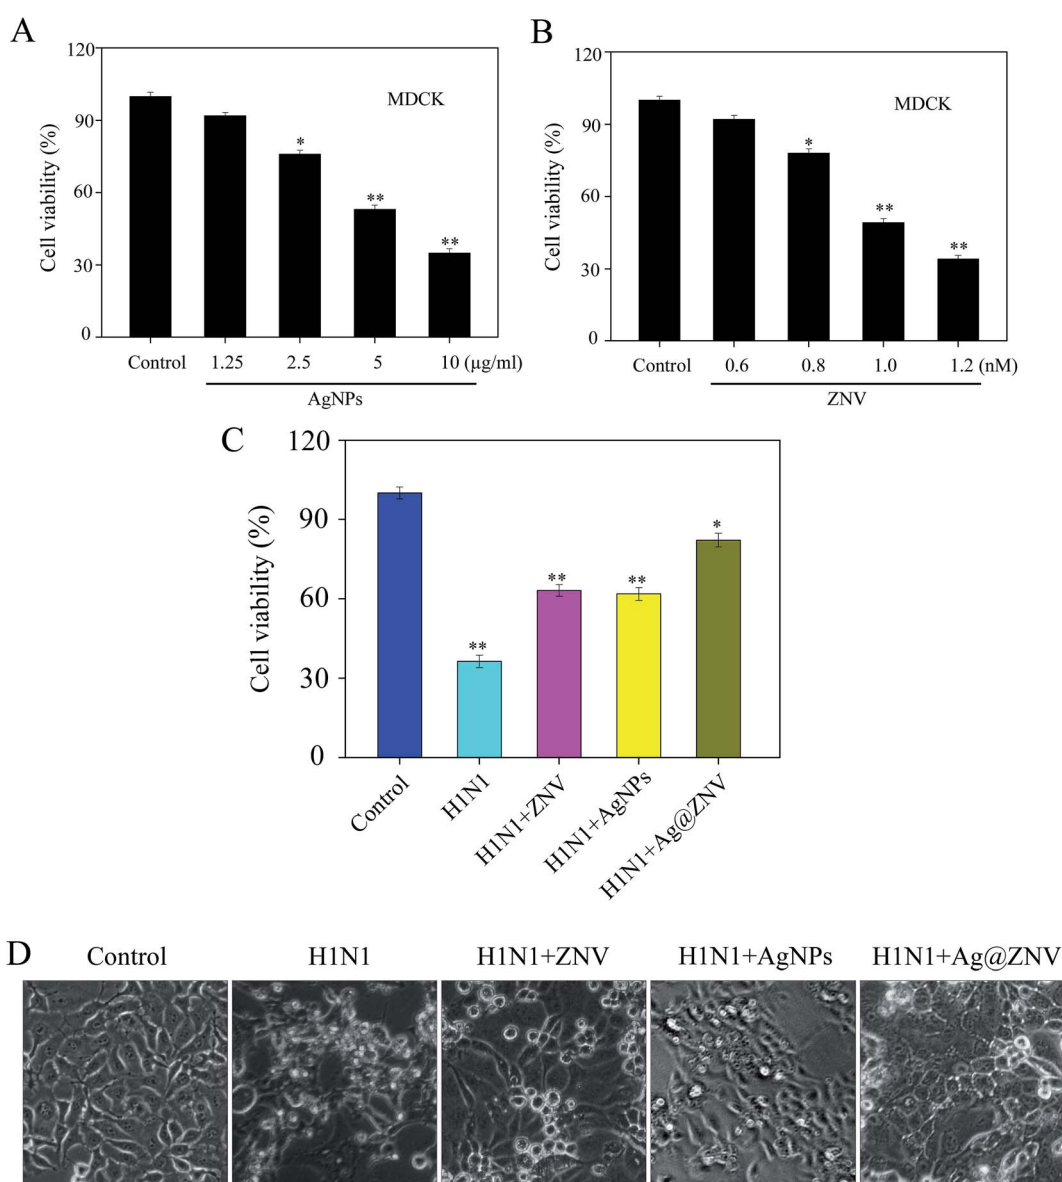 A
120
90
60
30
0
Cell viability (%)
MDCK
*
**
**
Control
1.25
2.5
5
10 (µg/ml)
AgNPs
B
120
90
60
30
0
Cell viability (%)
MDCK
*
**
**
Control
0.6
0.8
1.0
1.2 (nM)
ZNV
C
120
90
60
30
0
Cell viability (%)
**
**
**
*
Control
H1N1
H1N1+ZNV
H1N1+AgNPs
H1N1+Ag@ZNV
D
Control
H1N1
H1N1+ZNV
H1N1+AgNPs
H1N1+Ag@ZNV